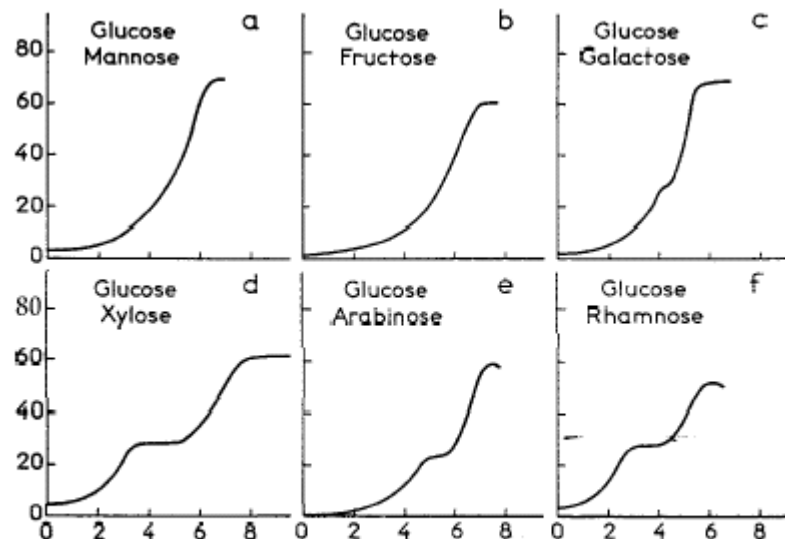 a
Glucose
Mannose
80
60
40
20
0
b
Glucose
Fructose
c
Glucose
Galactose
d
Glucose
Xylose
80
60
40
20
0
0 2 4 6 8
e
Glucose
Arabinose
0 2 4 6 8
f
Glucose
Rhamnose
0 2 4 6 8